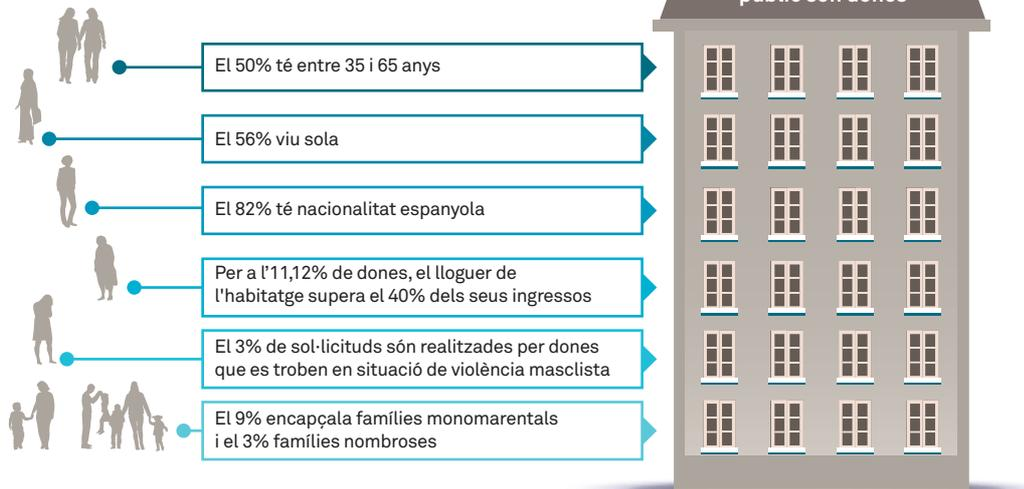 públic són dones
El 50% té entre 35 i 65 anys
El 56% viu sola
El 82% té nacionalitat espanyola
Per a l'11,12% de dones, el lloguer de
l'habitatge supera el 40% dels seus ingressos
El 3% de sol·licituds són realitzades per dones
que es troben en situació de violència masclista
El 9% encapçala famílies monomarentals
i el 3% famílies nombroses